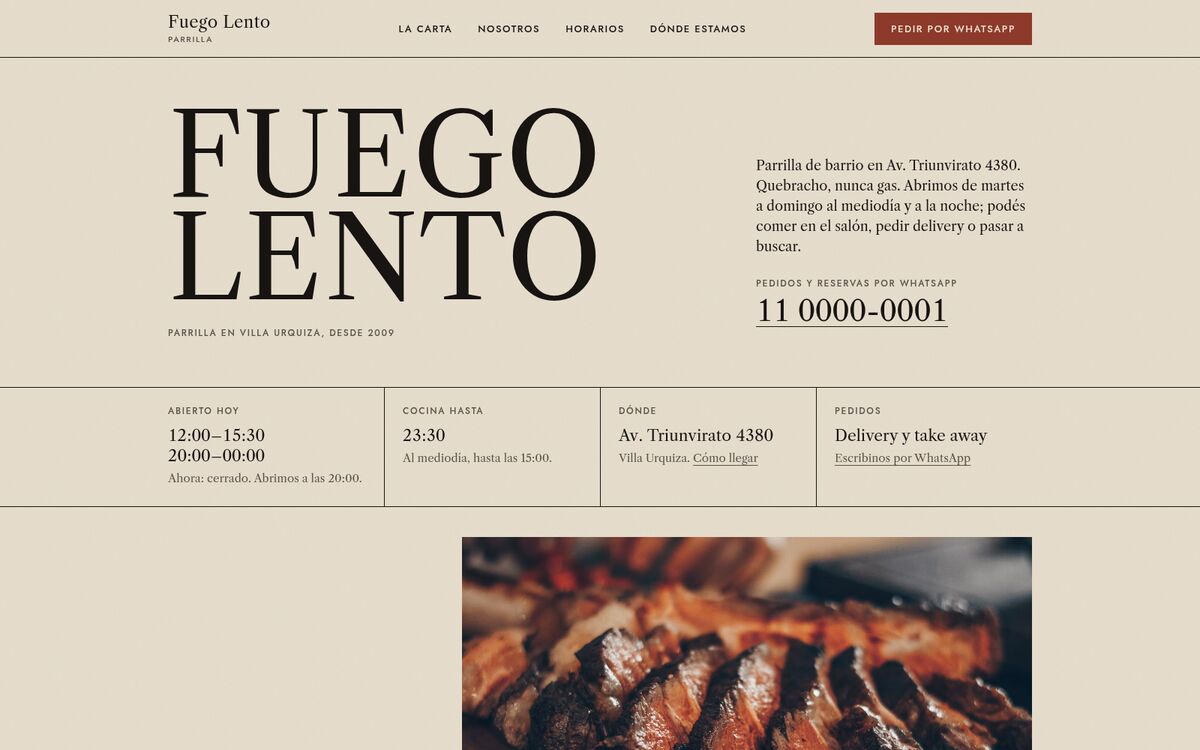 Fuego Lento
PARRILLA
LA CARTA
NOSOTROS
HORARIOS
DÓNDE ESTAMOS
PEDIR POR WHATSAPP
FUEGO
LENTO
PARRILLA EN VILLA URQUIZA, DESDE 2009
Parrilla de barrio en Av. Triunvirato 4380.
Quebracho, nunca gas. Abrimos de martes
a domingo al mediodía y a la noche; podés
comer en el salón, pedir delivery o pasar a
buscar.
PEDIDOS Y RESERVAS POR WHATSAPP
11 0000-0001
ABIERTO HOY
12:00–15:30
20:00–00:00
Ahora: cerrado. Abrimos a las 20:00.
COCINA HASTA
23:30
Al mediodía, hasta las 15:00.
DÓNDE
Av. Triunvirato 4380
Villa Urquiza. Cómo llegar
PEDIDOS
Delivery y take away
Escribinos por WhatsApp